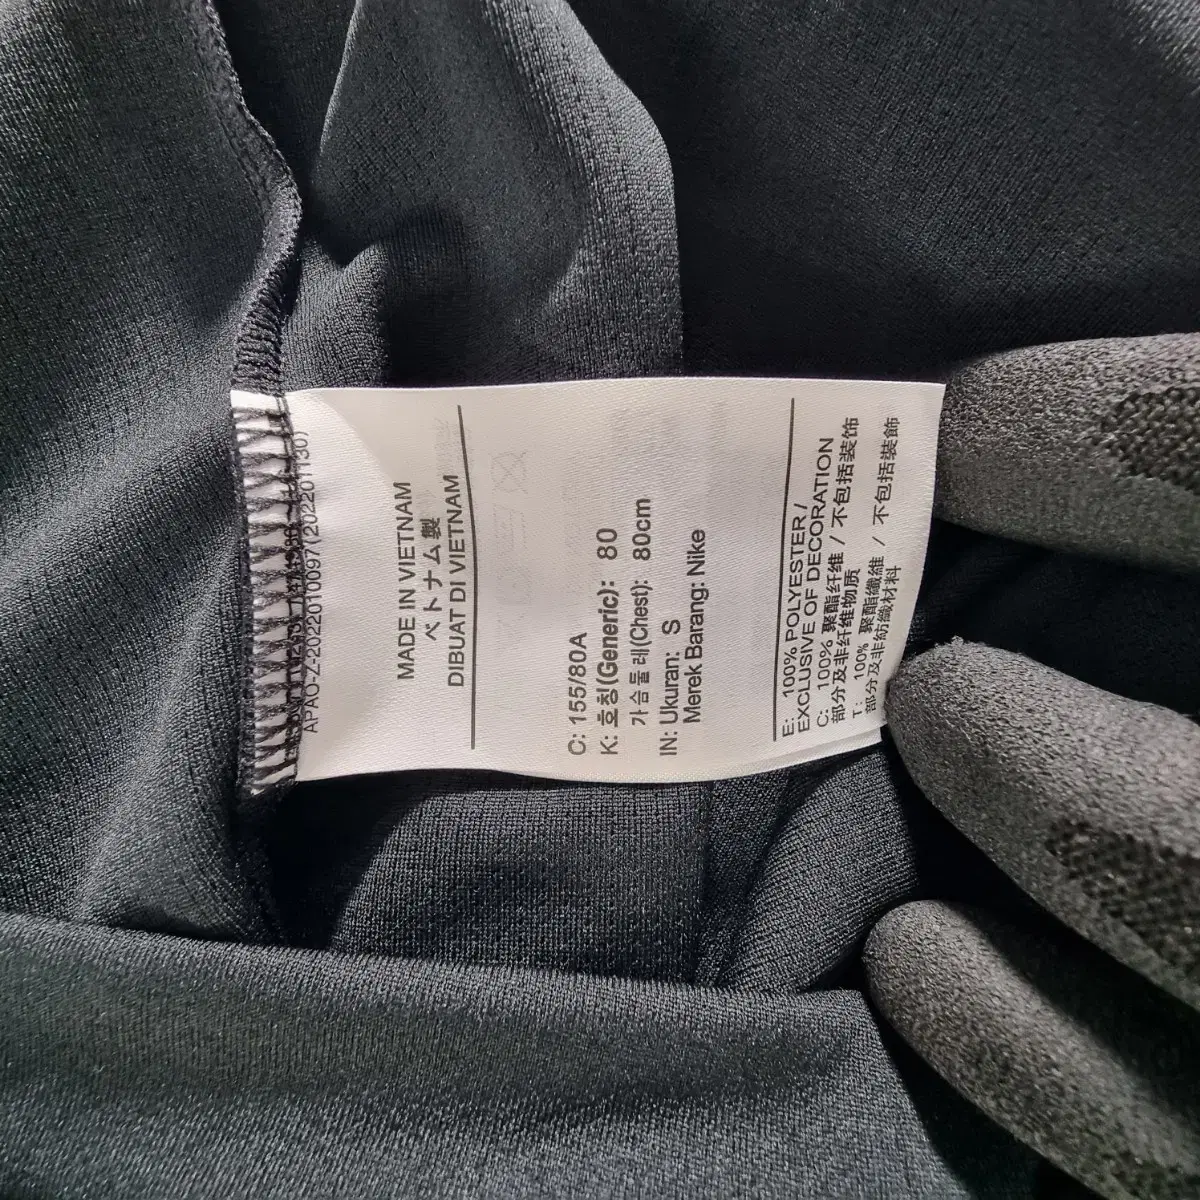 APAO-Z-2022010097(202201130)
MADE IN VIETNAM
ベトナム製
DIBUAT DI VIETNAM
C: 155/80A
K: 호칭(Generic): 80
가슴둘레(Chest): 80cm
IN: Ukuran: S
Merek Barang: Nike
E: 100% POLYESTER /
EXCLUSIVE OF DECORATION
C: 100% 聚酯纤维 / 不包括装饰
部分及非纤维物质
T: 100% 聚酯纖維 / 不包括裝飾
部分及非紡織材料